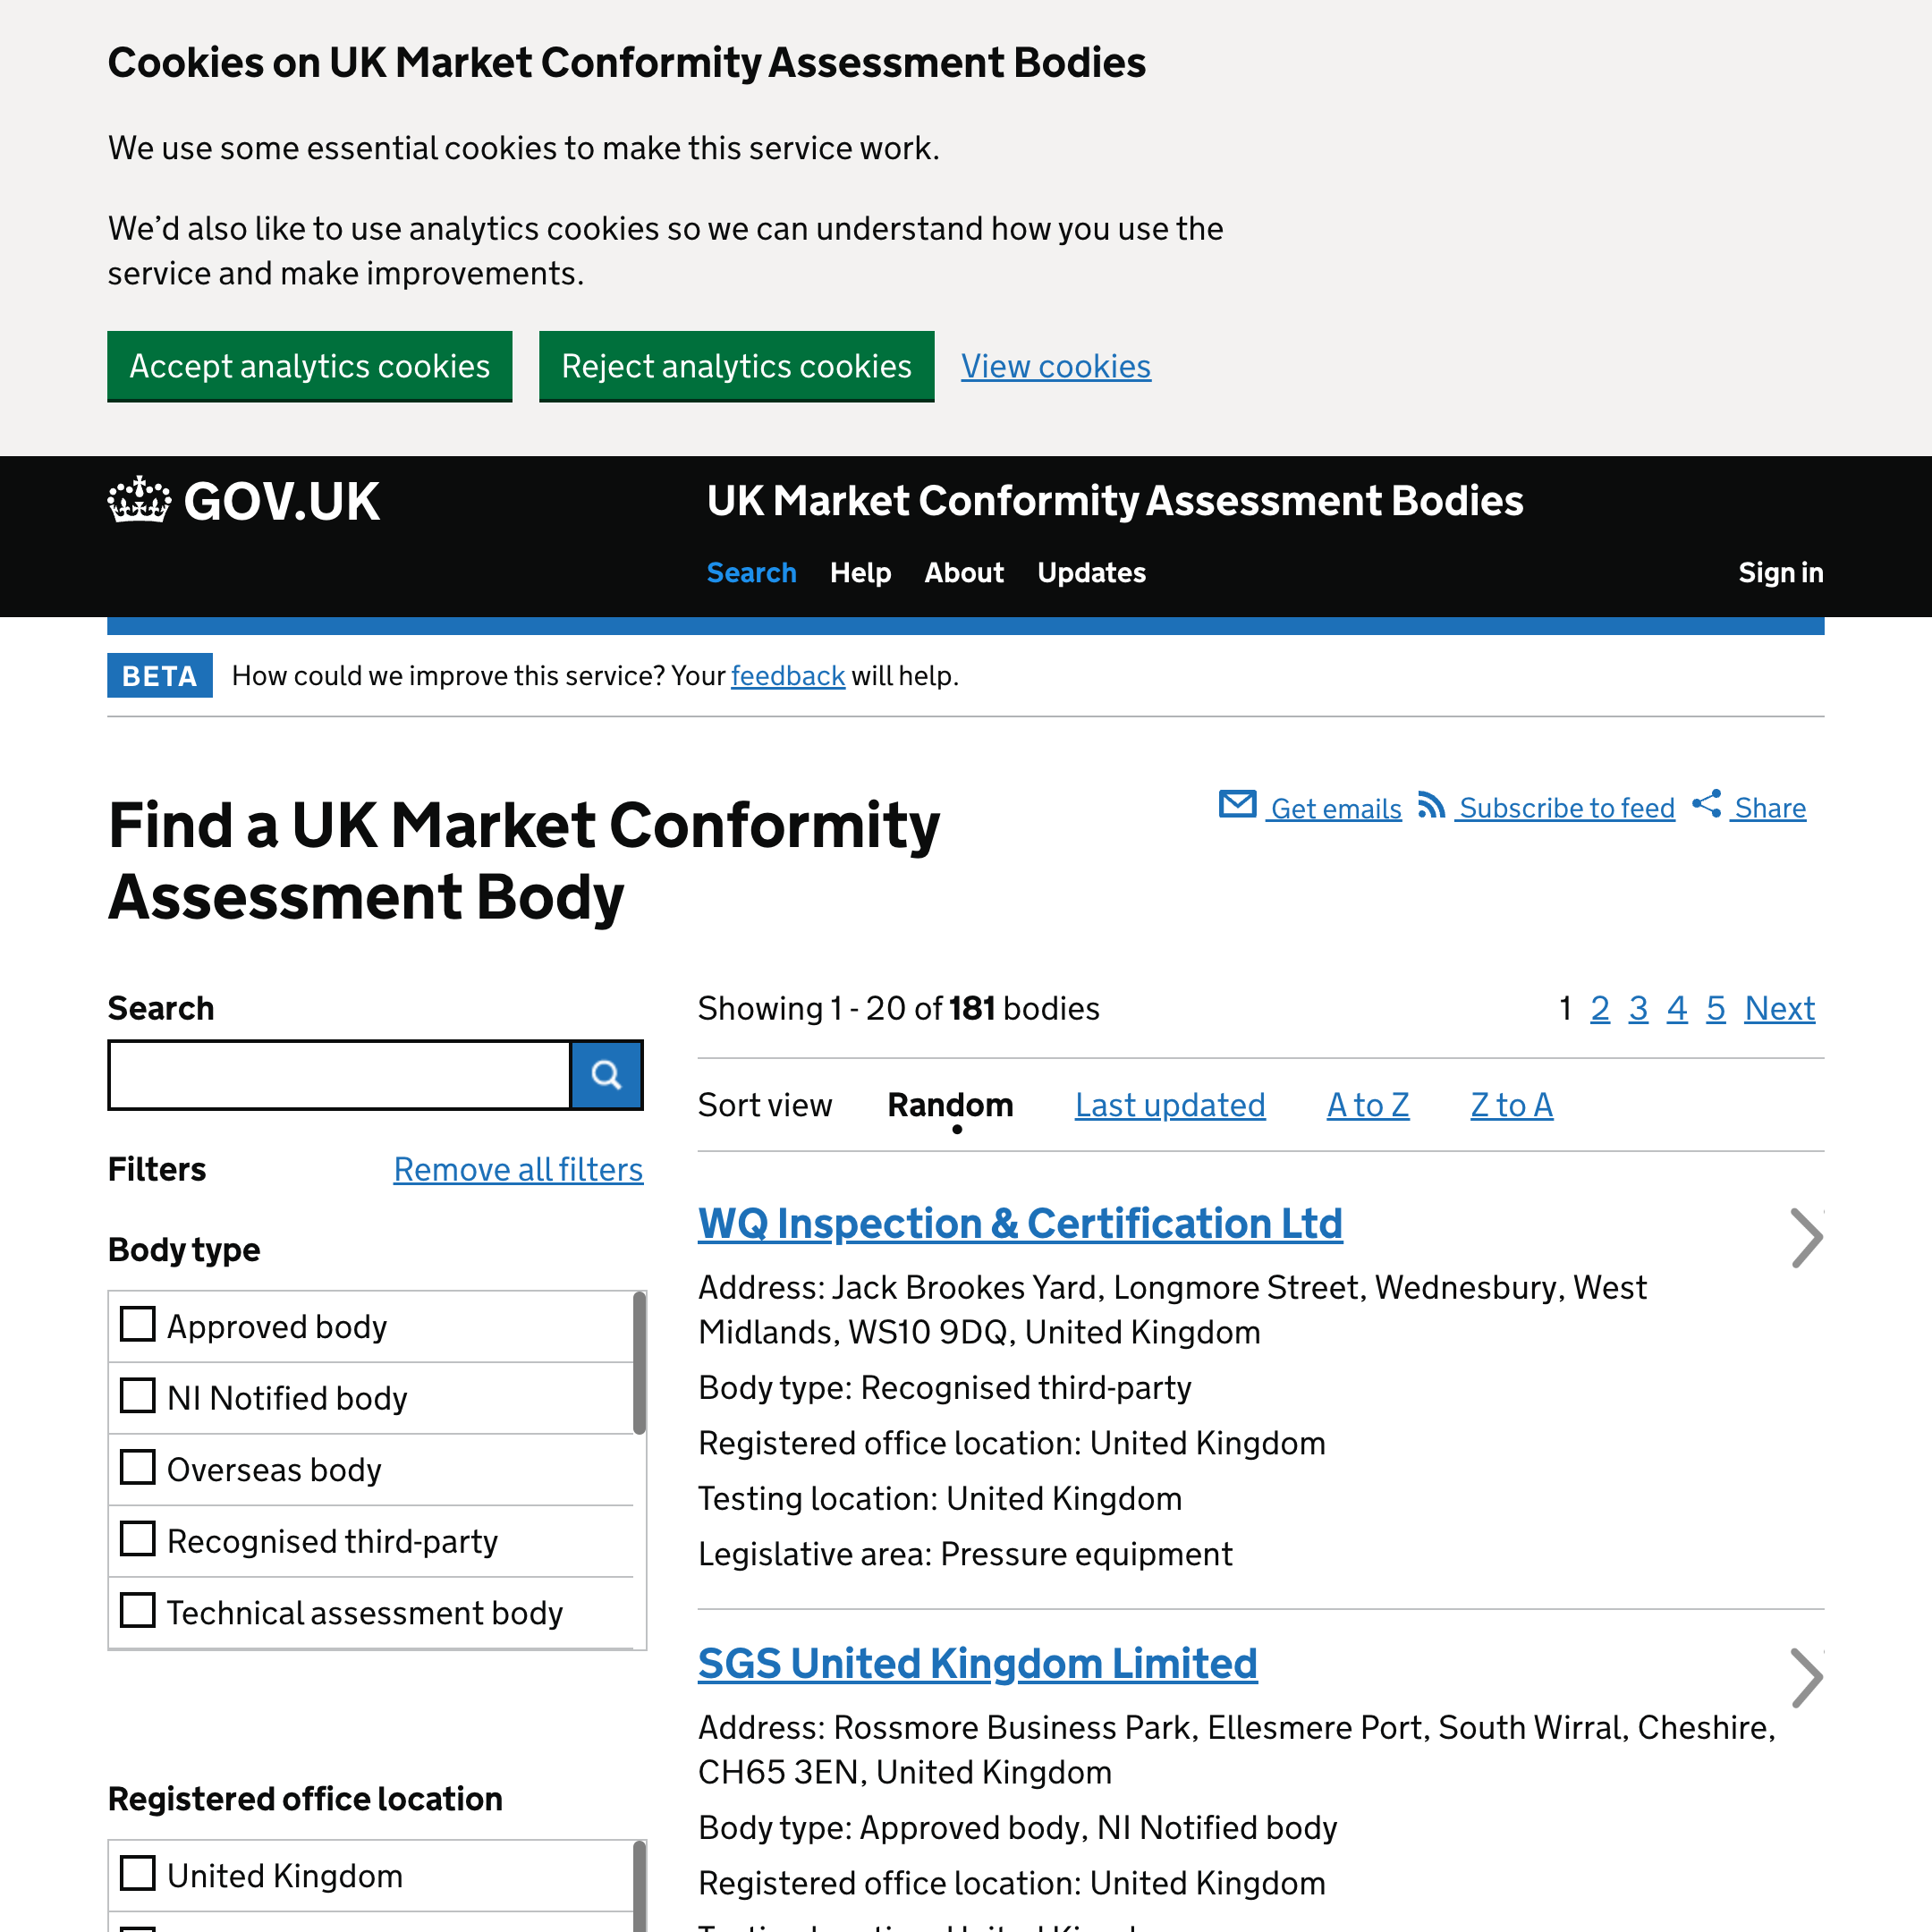 Cookies on UK Market Conformity Assessment Bodies
We use some essential cookies to make this service work.
We’d also like to use analytics cookies so we can understand how you use the
service and make improvements.
Accept analytics cookies
Reject analytics cookies
View cookies
GOV.UK
UK Market Conformity Assessment Bodies
Search
Help
About
Updates
Sign in
BETA
How could we improve this service? Your feedback will help.
Find a UK Market Conformity
Assessment Body
Get emails
Subscribe to feed
Share
Search
Filters
Remove all filters
Body type
Approved body
NI Notified body
Overseas body
Recognised third-party
Technical assessment body
Registered office location
United Kingdom
Showing 1 - 20 of 181 bodies
1 2 3 4 5 Next
Sort view
Random
Last updated
A to Z
Z to A
WQ Inspection & Certification Ltd
Address: Jack Brookes Yard, Longmore Street, Wednesbury, West
Midlands, WS10 9DQ, United Kingdom
Body type: Recognised third-party
Registered office location: United Kingdom
Testing location: United Kingdom
Legislative area: Pressure equipment
SGS United Kingdom Limited
Address: Rossmore Business Park, Ellesmere Port, South Wirral, Cheshire,
CH65 3EN, United Kingdom
Body type: Approved body, NI Notified body
Registered office location: United Kingdom